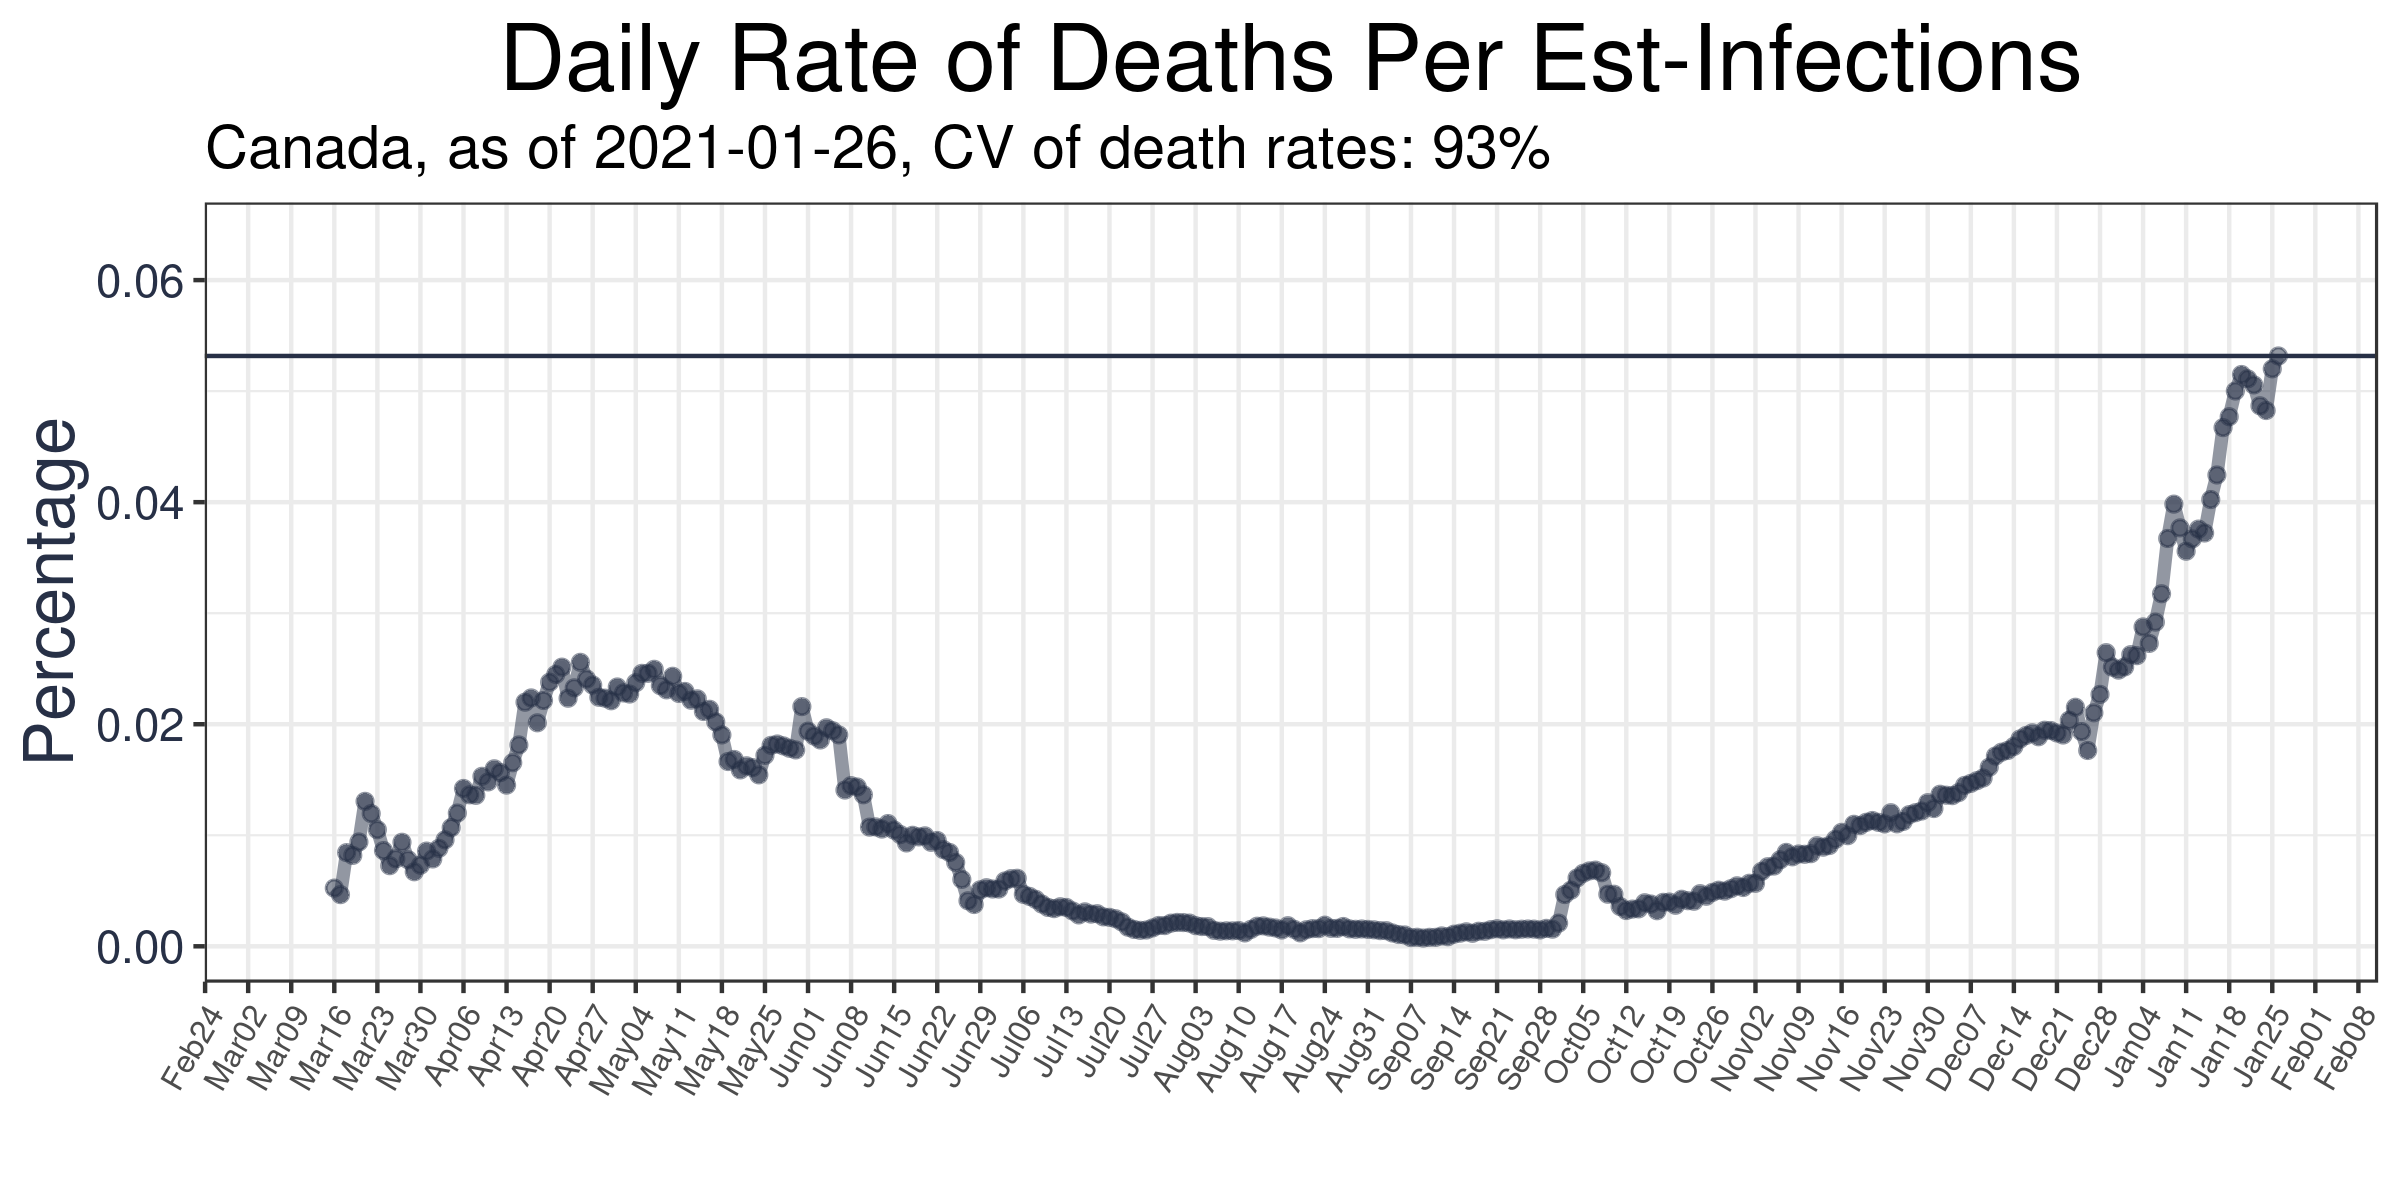 Daily Rate of Deaths Per Est-Infections
Canada, as of 2021-01-26, CV of death rates: 93%
Percentage
0.06
0.04
0.02
0.00
Feb24
Mar02
Mar09
Mar16
Mar23
Mar30
Apr06
Apr13
Apr20
Apr27
May04
May11
May18
May25
Jun01
Jun08
Jun15
Jun22
Jun29
Jul06
Jul13
Jul20
Jul27
Aug03
Aug10
Aug17
Aug24
Aug31
Sep07
Sep14
Sep21
Sep28
Oct05
Oct12
Oct19
Oct26
Nov02
Nov09
Nov16
Nov23
Nov30
Dec07
Dec14
Dec21
Dec28
Jan04
Jan11
Jan18
Jan25
Feb01
Feb08